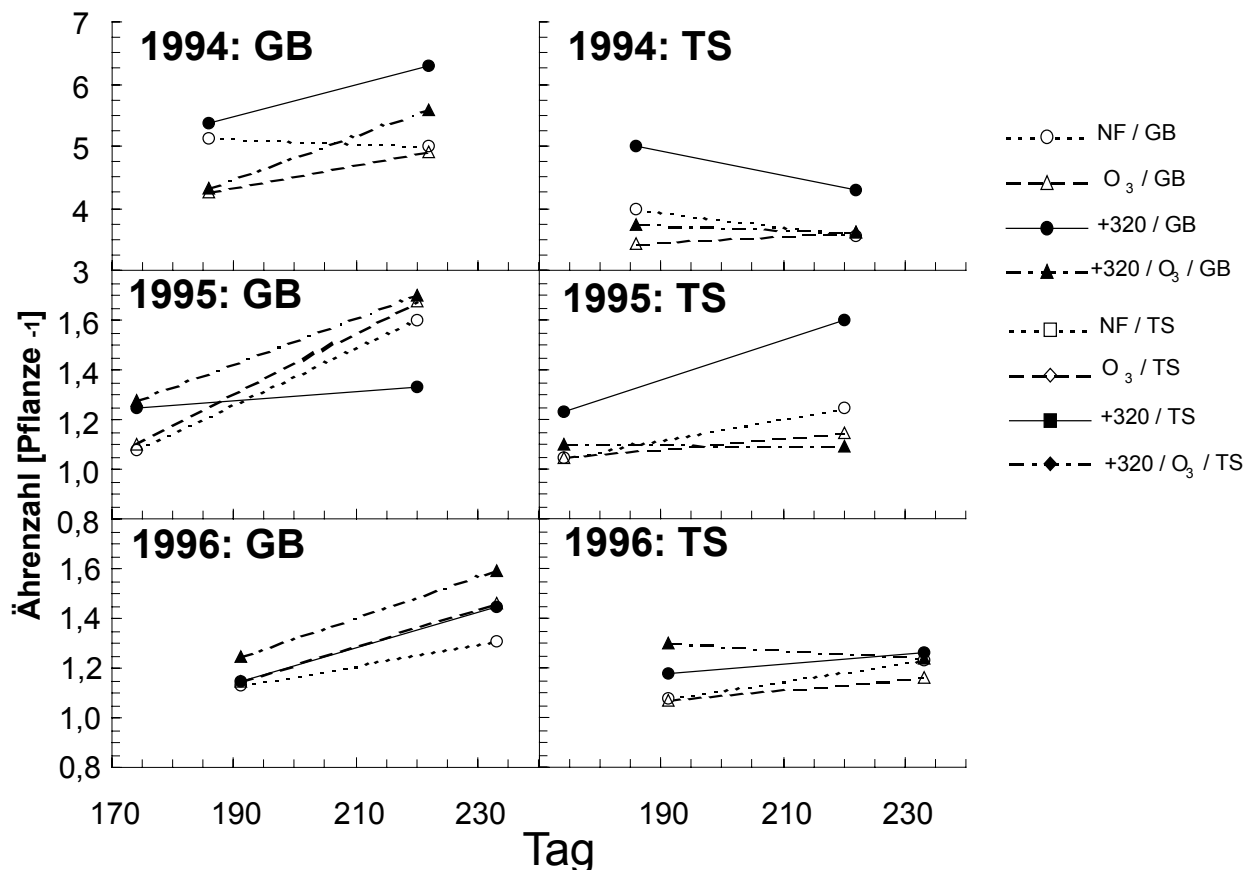 7
6
5
4
3
1994: GB
1994: TS
1,6
1,4
1,2
1,0
0,8
1995: GB
1995: TS
1,6
1,4
1,2
1,0
0,8
1996: GB
1996: TS
170 190 210 230
190 210 230
Tag
Ährenzahl [Pflanze -1]
NF / GB
O3 / GB
+320 / GB
+320 / O3 / GB
NF / TS
O3 / TS
+320 / TS
+320 / O3 / TS